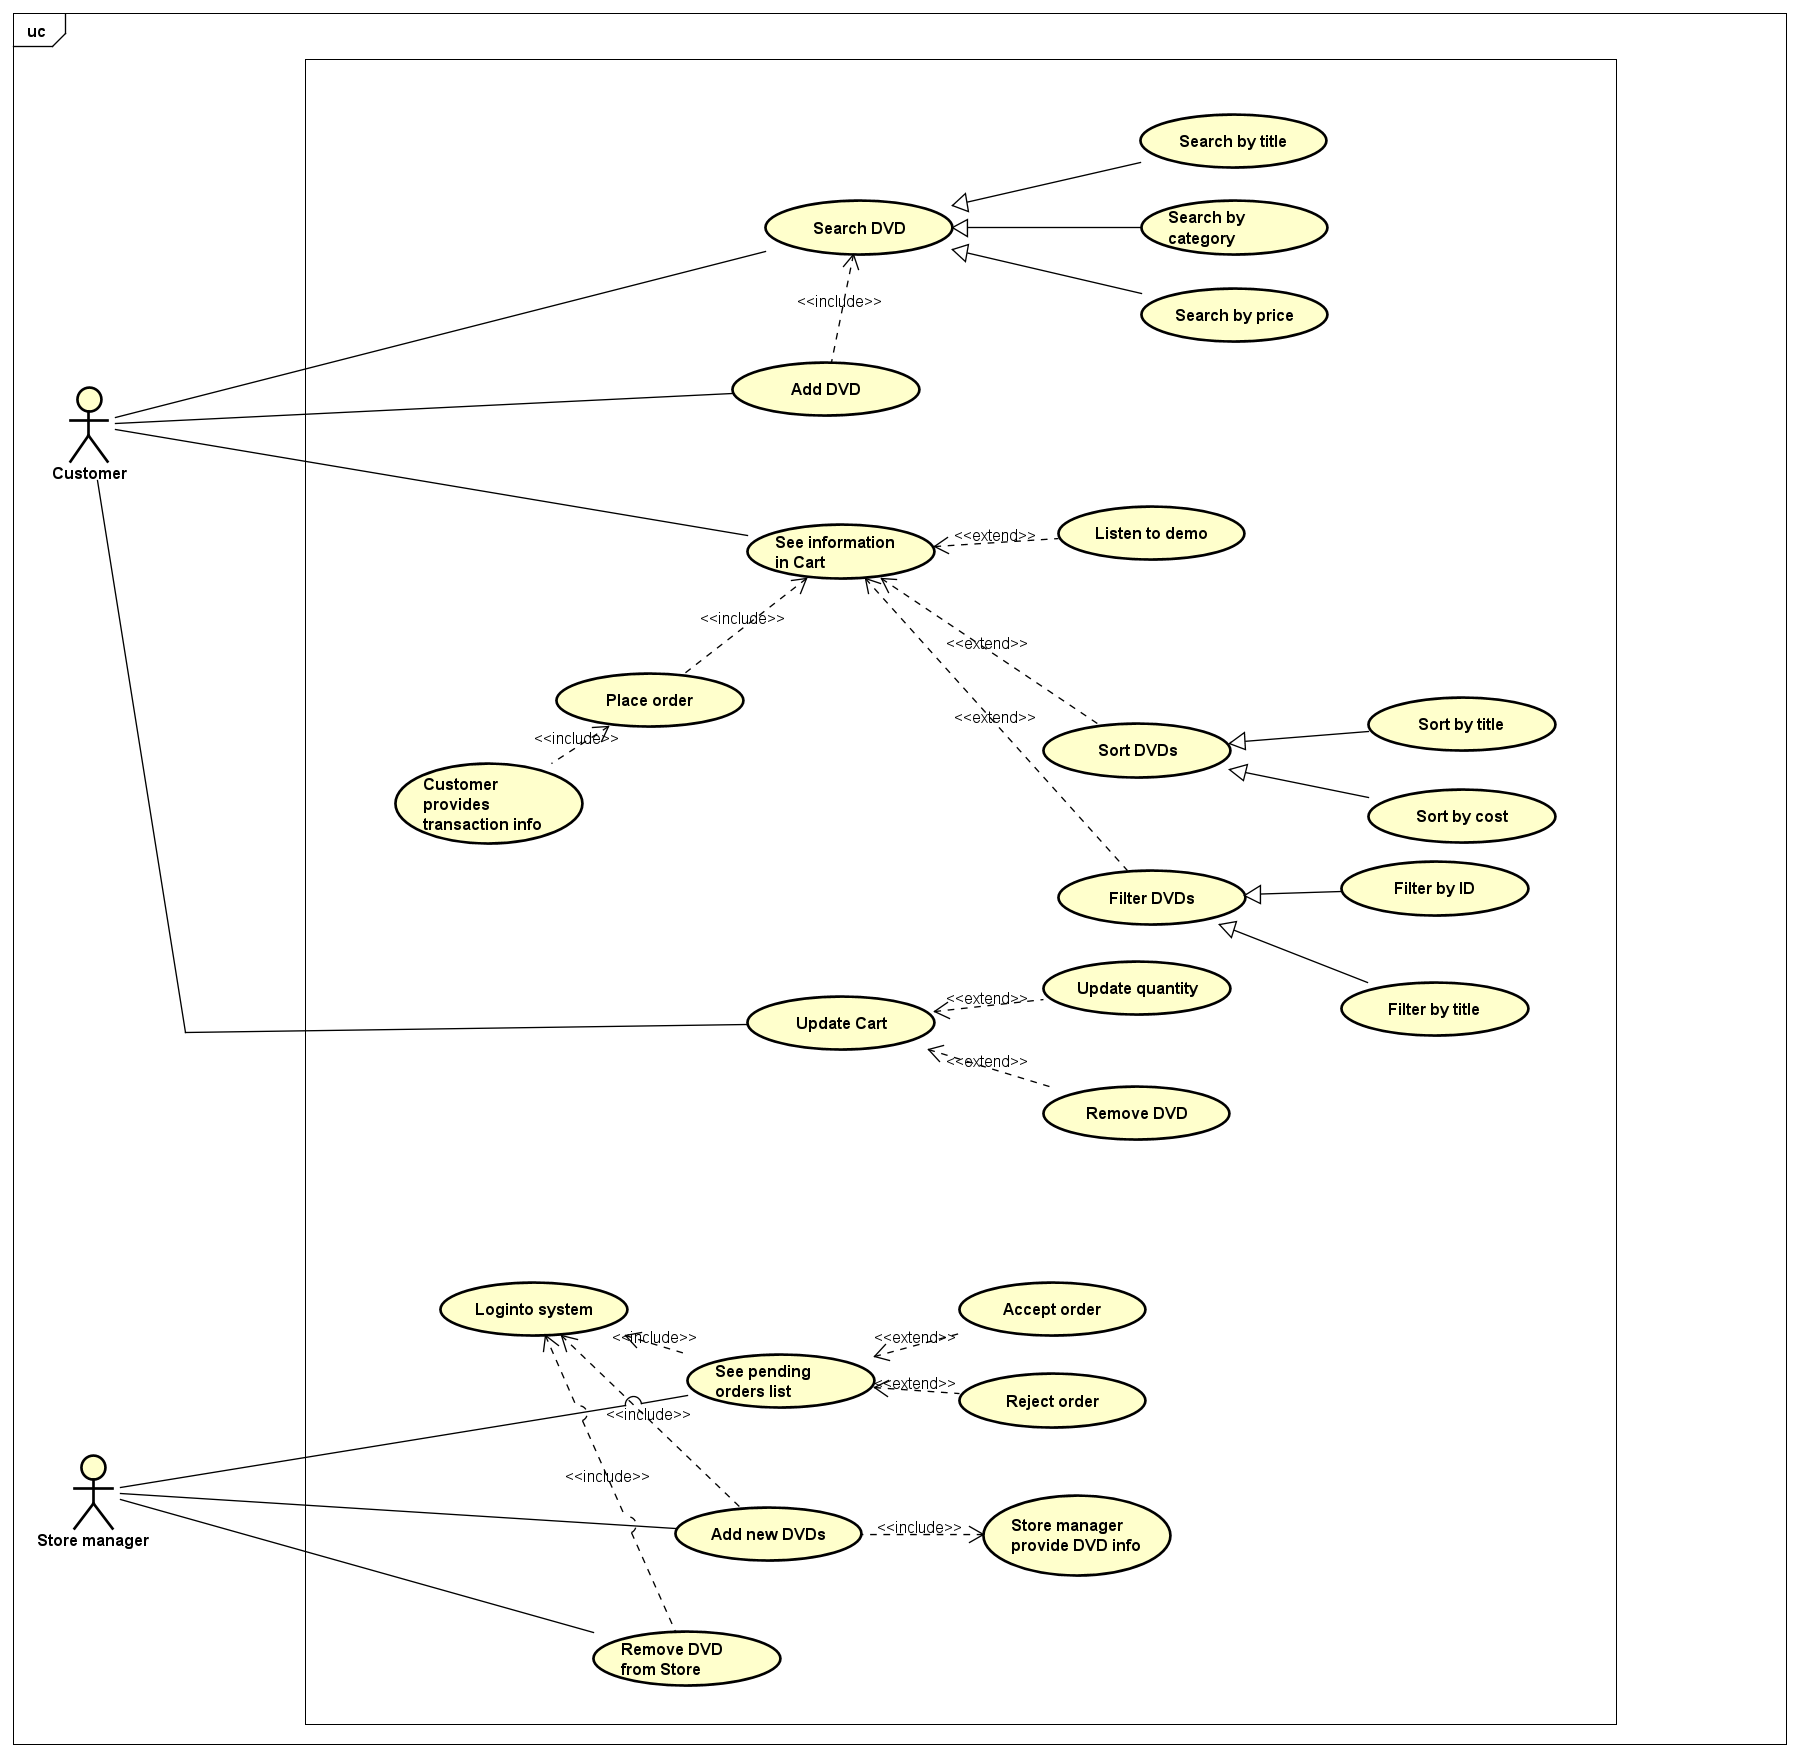 uc
Search by title
Search DVD
Search by
category
<<include>>
Search by price
Add DVD
Customer
See information
in Cart
<<extend>>
Listen to demo
<<include>>
<<extend>>
Place order
<<extend>>
<<include>>
Sort DVDs
Sort by title
Customer
provides
transaction info
Sort by cost
Filter DVDs
Filter by ID
Filter by title
Update Cart
<<extend>>
Update quantity
<<extend>>
Remove DVD
Loginto system
<<include>>
<<extend>>
Accept order
See pending
orders list
<<extend>>
Reject order
<<include>>
<<include>>
Store manager
Add new DVDs
<<include>>
Store manager
provide DVD info
Remove DVD
from Store